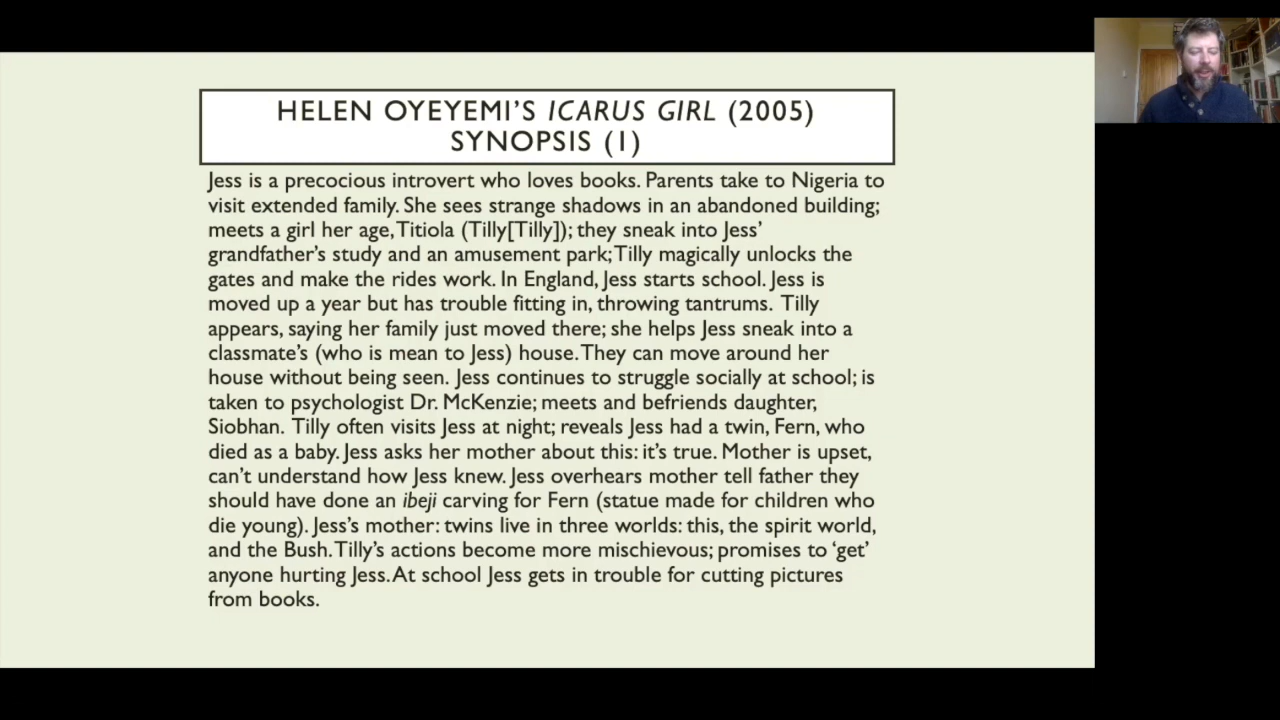 HELEN OYEYEMI’S ICARUS GIRL (2005)
SYNOPSIS (1)
Jess is a precocious introvert who loves books. Parents take to Nigeria to
visit extended family. She sees strange shadows in an abandoned building;
meets a girl her age, Titiola (Tilly[Tilly]); they sneak into Jess’
grandfather’s study and an amusement park; Tilly magically unlocks the
gates and make the rides work. In England, Jess starts school. Jess is
moved up a year but has trouble fitting in, throwing tantrums. Tilly
appears, saying her family just moved there; she helps Jess sneak into a
classmate’s (who is mean to Jess) house. They can move around her
house without being seen. Jess continues to struggle socially at school; is
taken to psychologist Dr. McKenzie; meets and befriends daughter,
Siobhan. Tilly often visits Jess at night; reveals Jess had a twin, Fern, who
died as a baby. Jess asks her mother about this: it’s true. Mother is upset,
can’t understand how Jess knew. Jess overhears mother tell father they
should have done an ibeji carving for Fern (statue made for children who
die young). Jess’s mother: twins live in three worlds: this, the spirit world,
and the Bush. Tilly’s actions become more mischievous; promises to ‘get’
anyone hurting Jess. At school Jess gets in trouble for cutting pictures
from books.